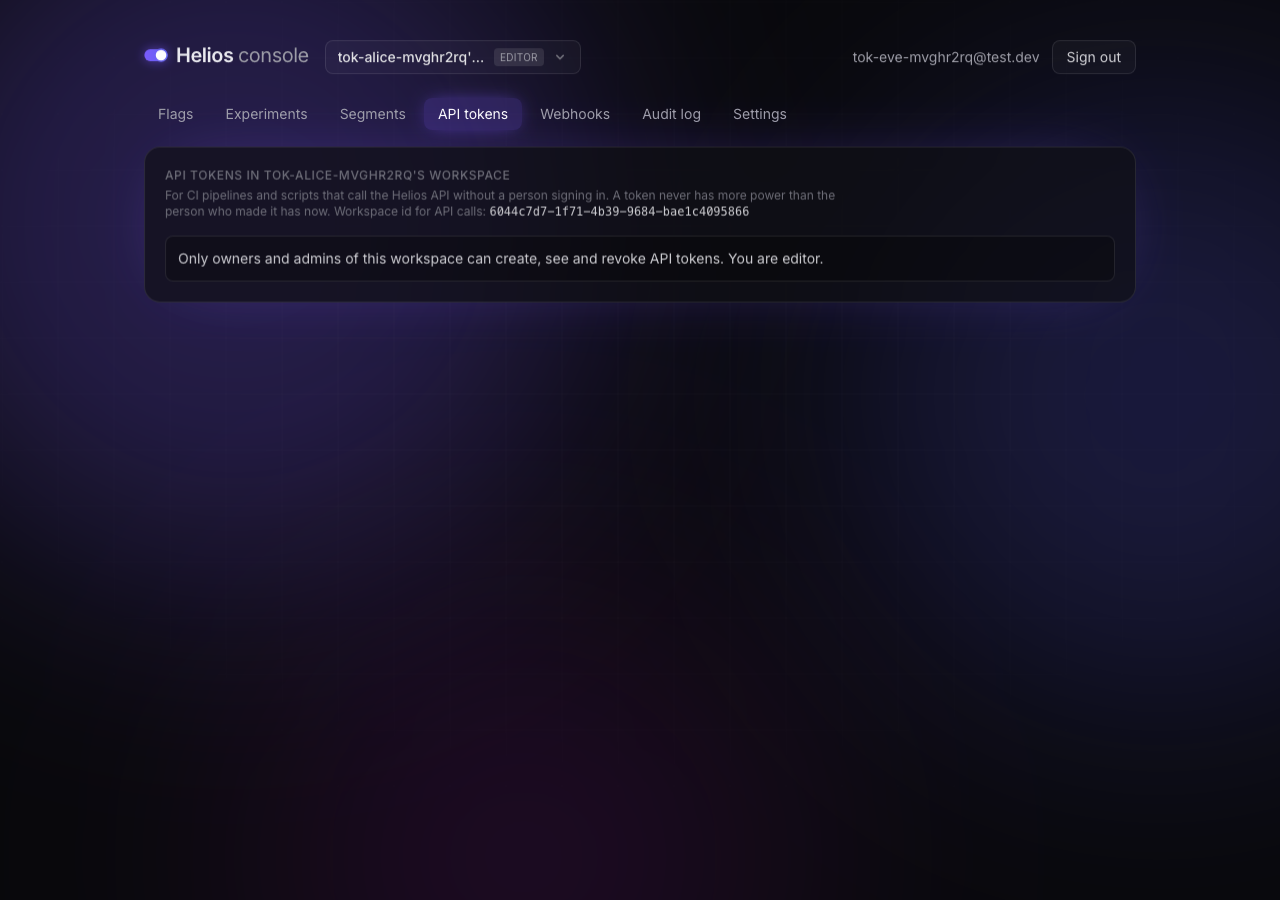 Helios console
tok-alice-mvghr2rq'... EDITOR
tok-eve-mvghr2rq@test.dev
Sign out
Flags Experiments Segments API tokens Webhooks Audit log Settings
API TOKENS IN TOK-ALICE-MVGHR2RQ'S WORKSPACE
For CI pipelines and scripts that call the Helios API without a person signing in. A token never has more power than the
person who made it has now. Workspace id for API calls: 6044c7d7-1f71-4b39-9684-bae1c4095866
Only owners and admins of this workspace can create, see and revoke API tokens. You are editor.